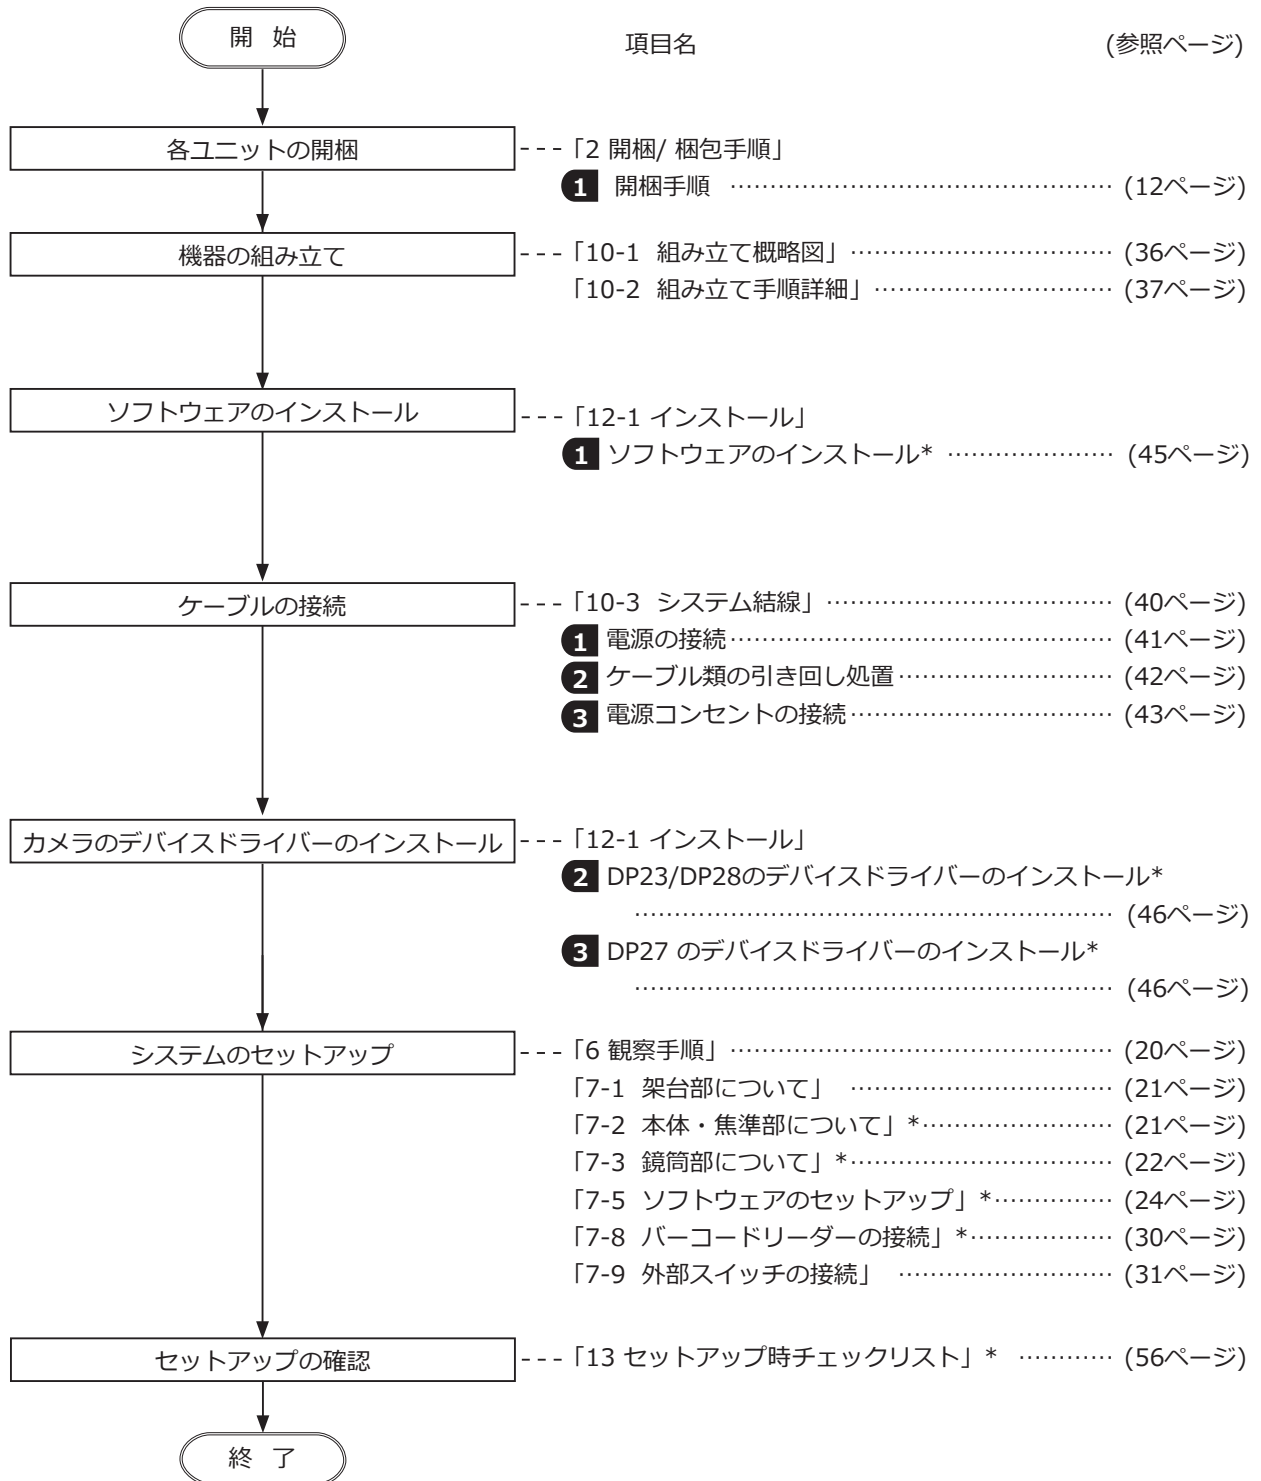 開 始
項目名 (参照ページ)
各ユニットの開梱 「2 開梱/ 梱包手順」
1 開梱手順 ………………………………………… (12ページ)
機器の組み立て 「10-1 組み立て概略図」…………………………… (36ページ)
「10-2 組み立て手順詳細」………………………… (37ページ)
ソフトウェアのインストール 「12-1 インストール」
1 ソフトウェアのインストール* ………………… (45ページ)
ケーブルの接続 「10-3 システム結線」……………………………… (40ページ)
1 電源の接続………………………………………… (41ページ)
2 ケーブル類の引き回し処置……………………… (42ページ)
3 電源コンセントの接続…………………………… (43ページ)
カメラのデバイスドライバーのインストール 「12-1 インストール」
2 DP23/DP28のデバイスドライバーのインストール*
…………………………………………………… (46ページ)
3 DP27 のデバイスドライバーのインストール*
…………………………………………………… (46ページ)
システムのセットアップ 「6 観察手順」………………………………………… (20ページ)
「7-1 架台部について」 …………………………… (21ページ)
「7-2 本体・焦準部について」*…………………… (21ページ)
「7-3 鏡筒部について」*…………………………… (22ページ)
「7-5 ソフトウェアのセットアップ」*…………… (24ページ)
「7-8 バーコードリーダーの接続」*……………… (30ページ)
「7-9 外部スイッチの接続」 ……………………… (31ページ)
セットアップの確認 「13 セットアップ時チェックリスト」* ………… (56ページ)
終 了